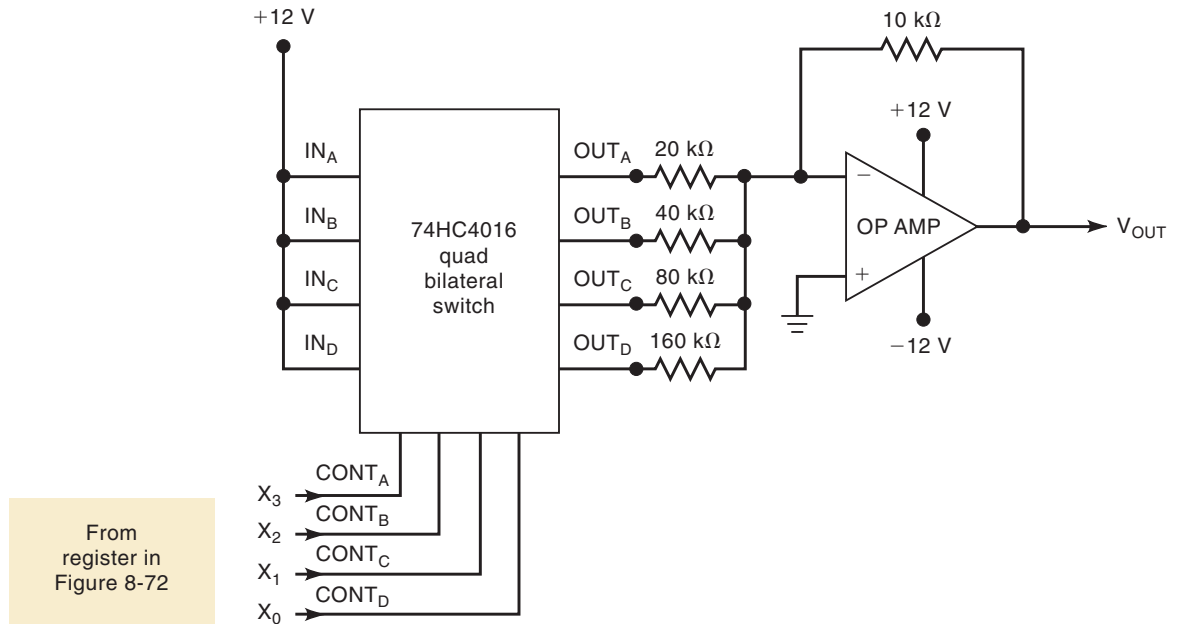 +12 V
10 kΩ
+12 V
IN_A
OUT_A
20 kΩ
IN_B
OUT_B
40 kΩ
IN_C
OUT_C
80 kΩ
IN_D
OUT_D
160 kΩ
74HC4016
quad
bilateral
switch
−
OP AMP
+
V_OUT
−12 V
X_3
CONT_A
X_2
CONT_B
X_1
CONT_C
X_0
CONT_D
From
register in
Figure 8-72